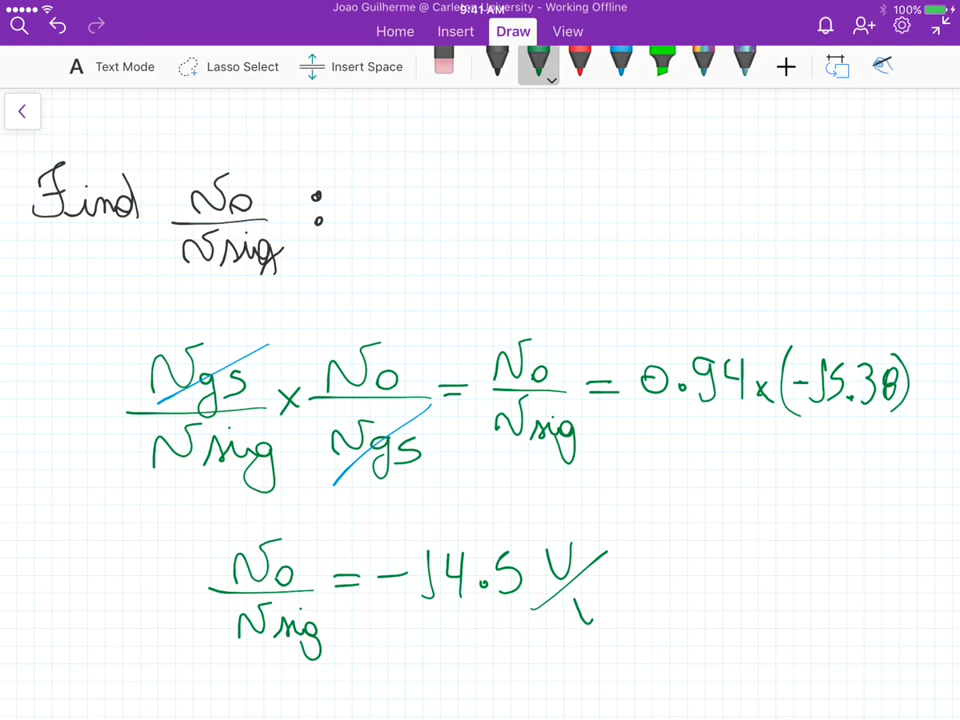 Joao Guilherme @ Carleton University - Working Offline
9:41 AM
100%
Home Insert Draw View
Text Mode Lasso Select Insert Space
Find vo/vsig :
vgs/vsig × vo/vgs = vo/vsig = 0.94 x (-15.38)
vo/vsig = -14.5 V/